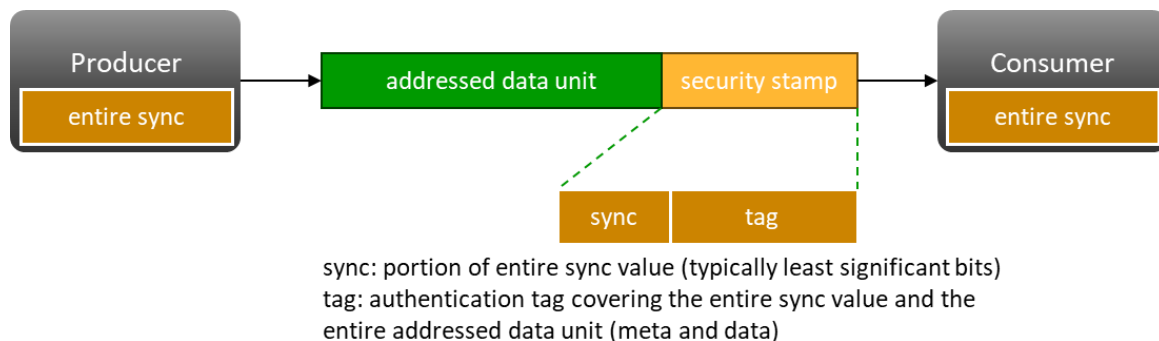 Producer
entire sync
addressed data unit
security stamp
Consumer
entire sync
sync
tag
sync: portion of entire sync value (typically least significant bits)
tag: authentication tag covering the entire sync value and the
entire addressed data unit (meta and data)